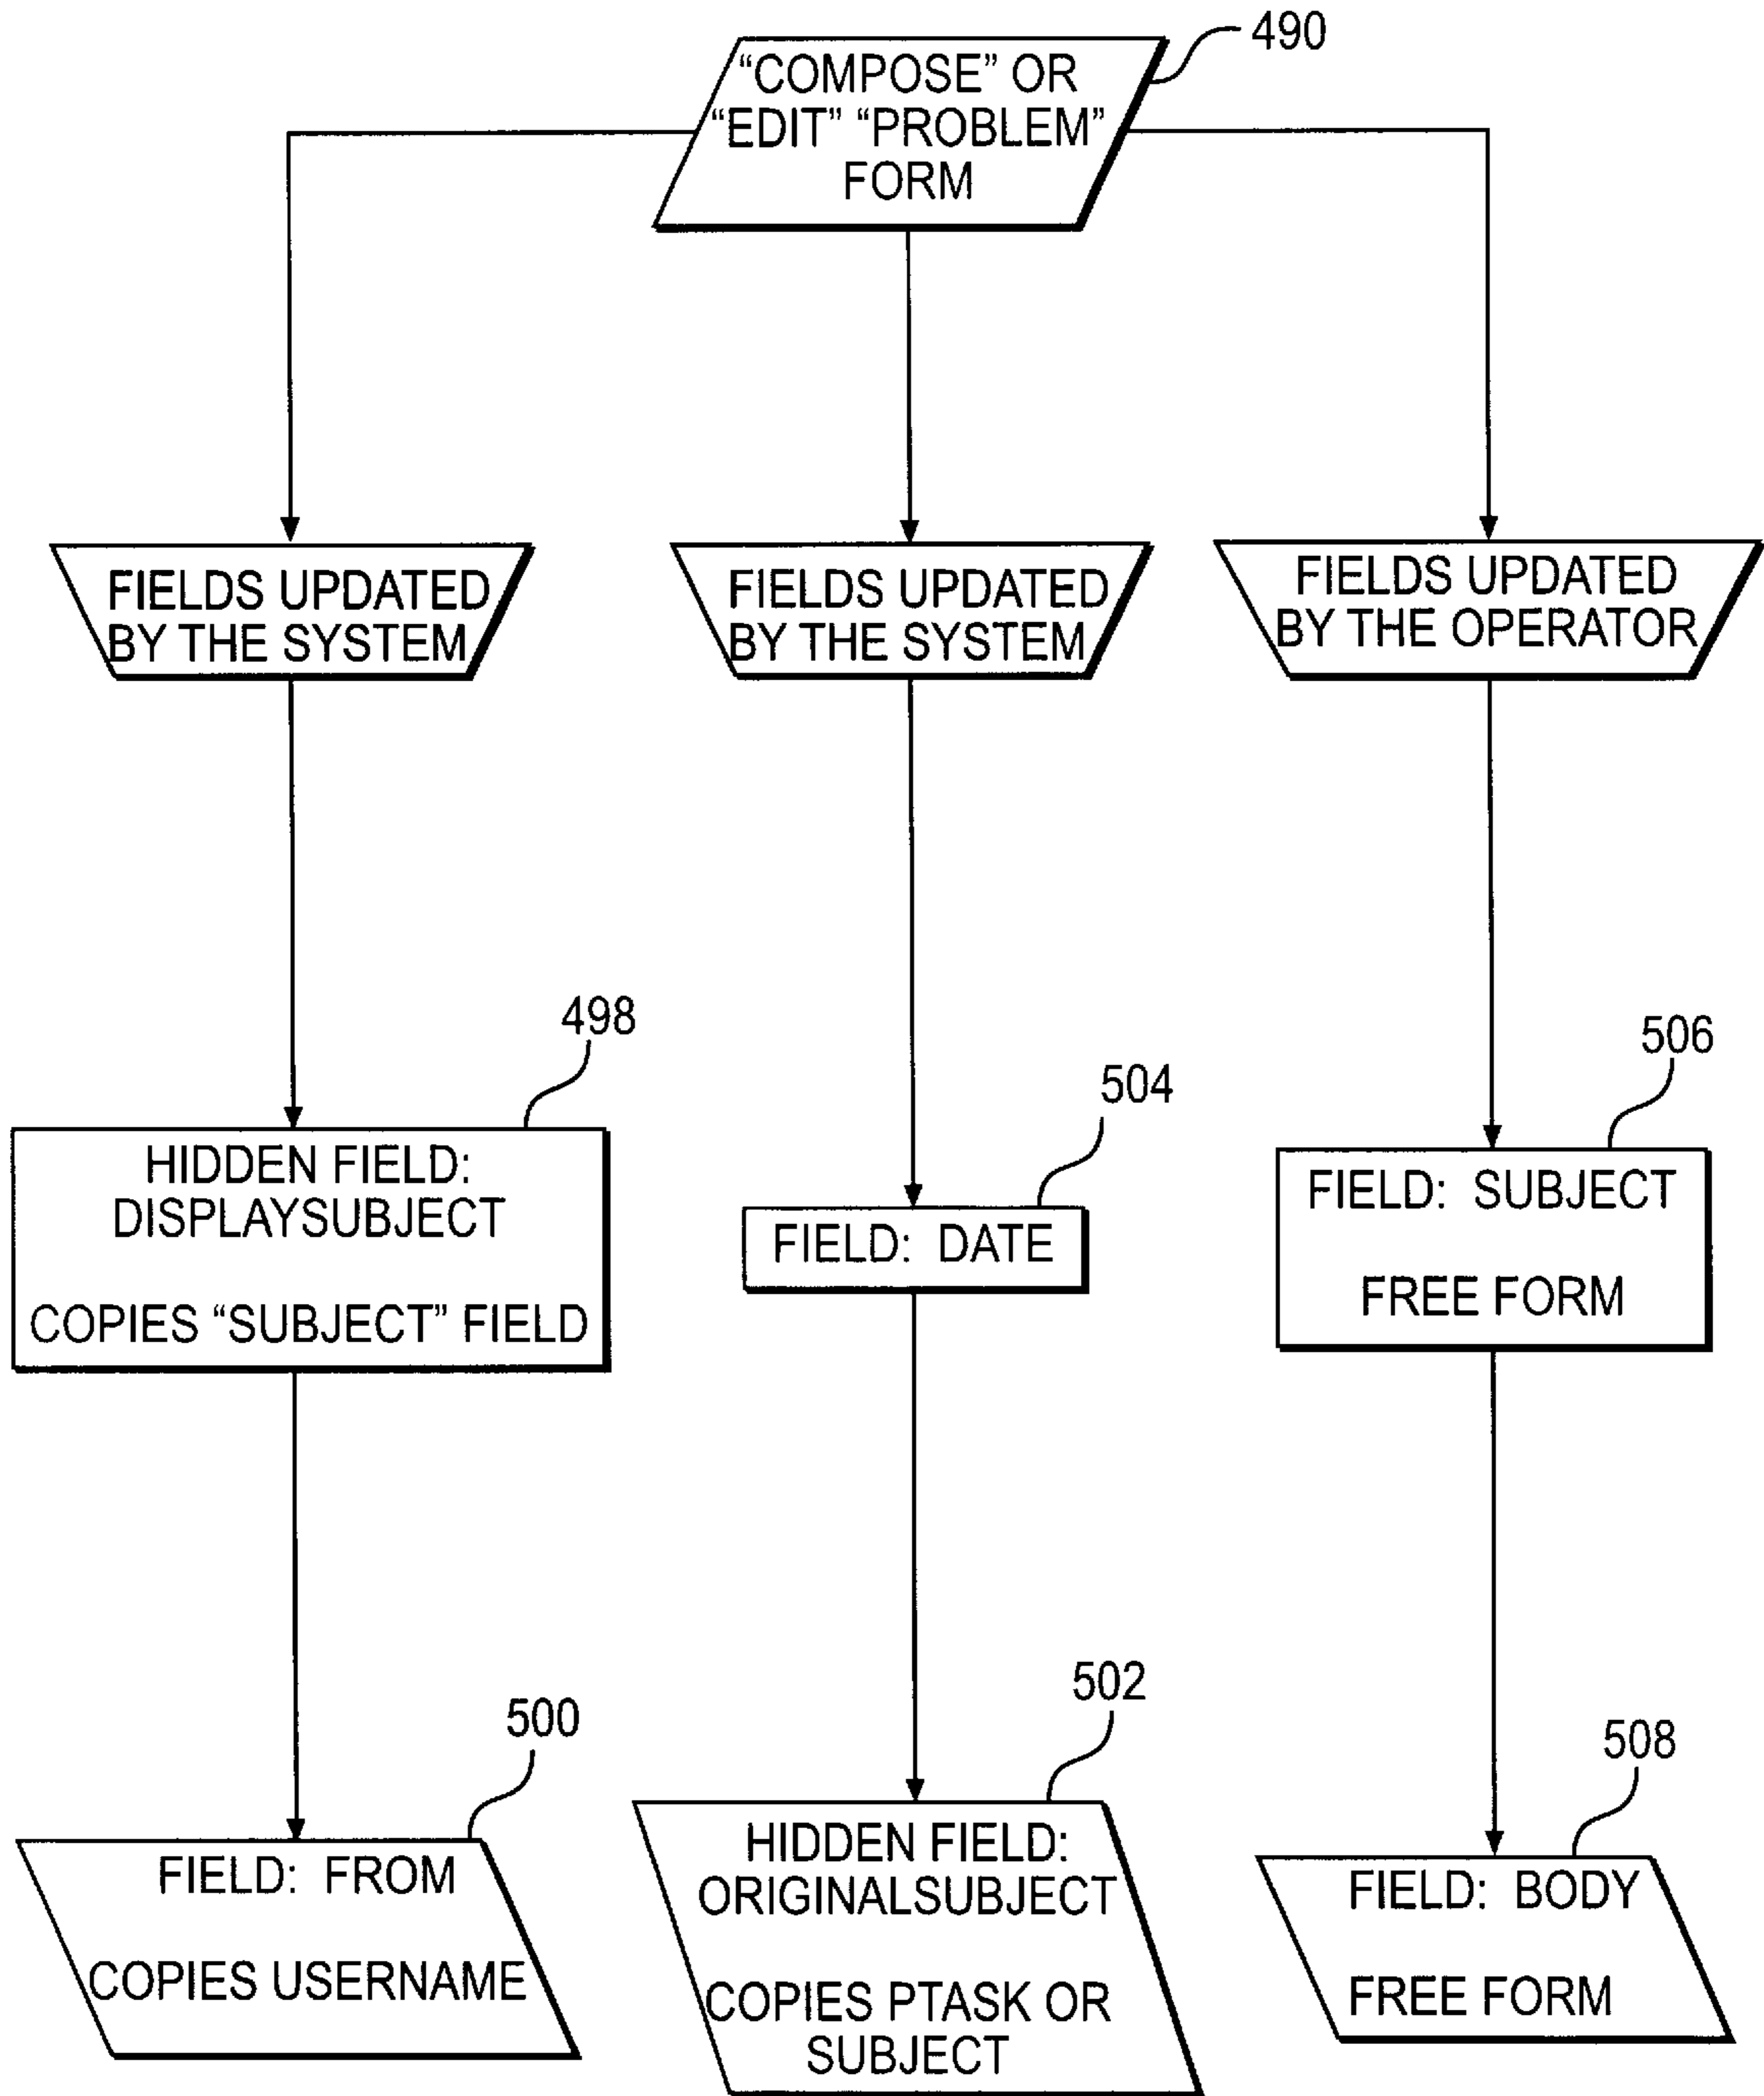 490
“COMPOSE” OR
“EDIT” “PROBLEM”
FORM
FIELDS UPDATED
BY THE SYSTEM
FIELDS UPDATED
BY THE SYSTEM
FIELDS UPDATED
BY THE OPERATOR
498
HIDDEN FIELD:
DISPLAYSUBJECT
COPIES “SUBJECT” FIELD
504
FIELD: DATE
506
FIELD: SUBJECT
FREE FORM
500
FIELD: FROM
COPIES USERNAME
502
HIDDEN FIELD:
ORIGINALSUBJECT
COPIES PTASK OR
SUBJECT
508
FIELD: BODY
FREE FORM